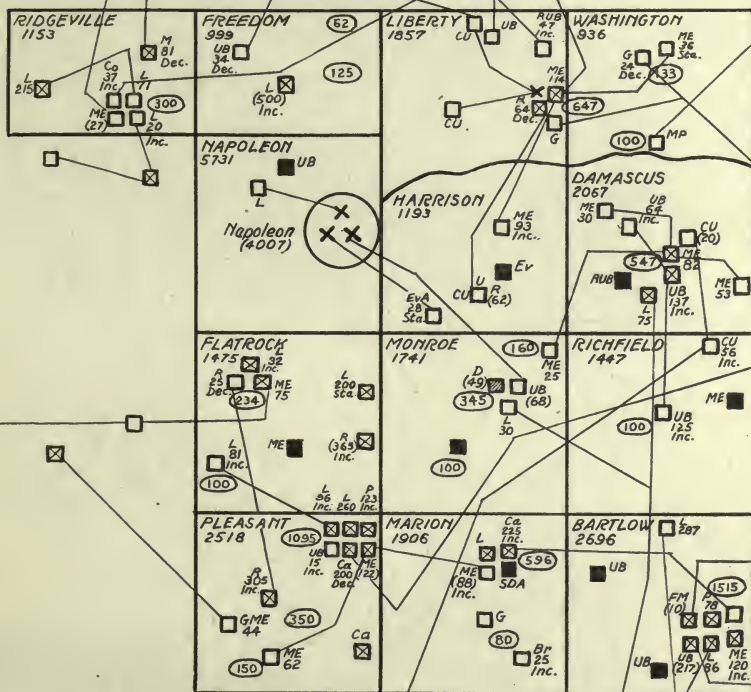 RIDGEVILLE
1153
M
81
Dec.
L
215
Co
37
Inc.
L
71
300
ME
(27)
L
20
Inc.
FREEDOM
999
62
UB
34
Dec.
125
L
(500)
Inc.
LIBERTY
1857
CU
UB
RUB
47
Inc.
ME
114
R
64
Dec.
647
CU
G
WASHINGTON
936
ME
36
Sta.
G
24
Dec.
133
100
MP
NAPOLEON
5731
UB
L
Napoleon
(4007)
HARRISON
1193
ME
93
Inc.
Ev
U
CU
R
(62)
EvA
28
Sta.
DAMASCUS
2067
ME
30
UB
64
Inc.
CU
(20)
547
ME
82
RUB
UB
137
Inc.
L
75
ME
53
FLATROCK
1475
L
32
Inc.
R
25
Dec.
ME
75
234
L
200
Sta.
ME
R
(365)
Inc.
L
81
Inc.
100
MONROE
1741
160
ME
25
D
(49)
UB
(68)
345
L
30
100
RICHFIELD
1447
CU
56
Inc.
ME
100
UB
125
Inc.
PLEASANT
2518
L
96
Inc.
L
260
P
123
Inc.
1095
UB
15
Inc.
Ca
200
Dec.
ME
(122)
R
305
Inc.
350
GME
44
150
ME
62
Ca
MARION
1906
L
Ca
225
Inc.
596
ME
(88)
Inc.
SDA
G
80
Br
25
Inc.
BARTLOW
2696
L
287
UB
1515
FM
(10)
P
78
UB
(217)
L
86
ME
120
Inc.
UB